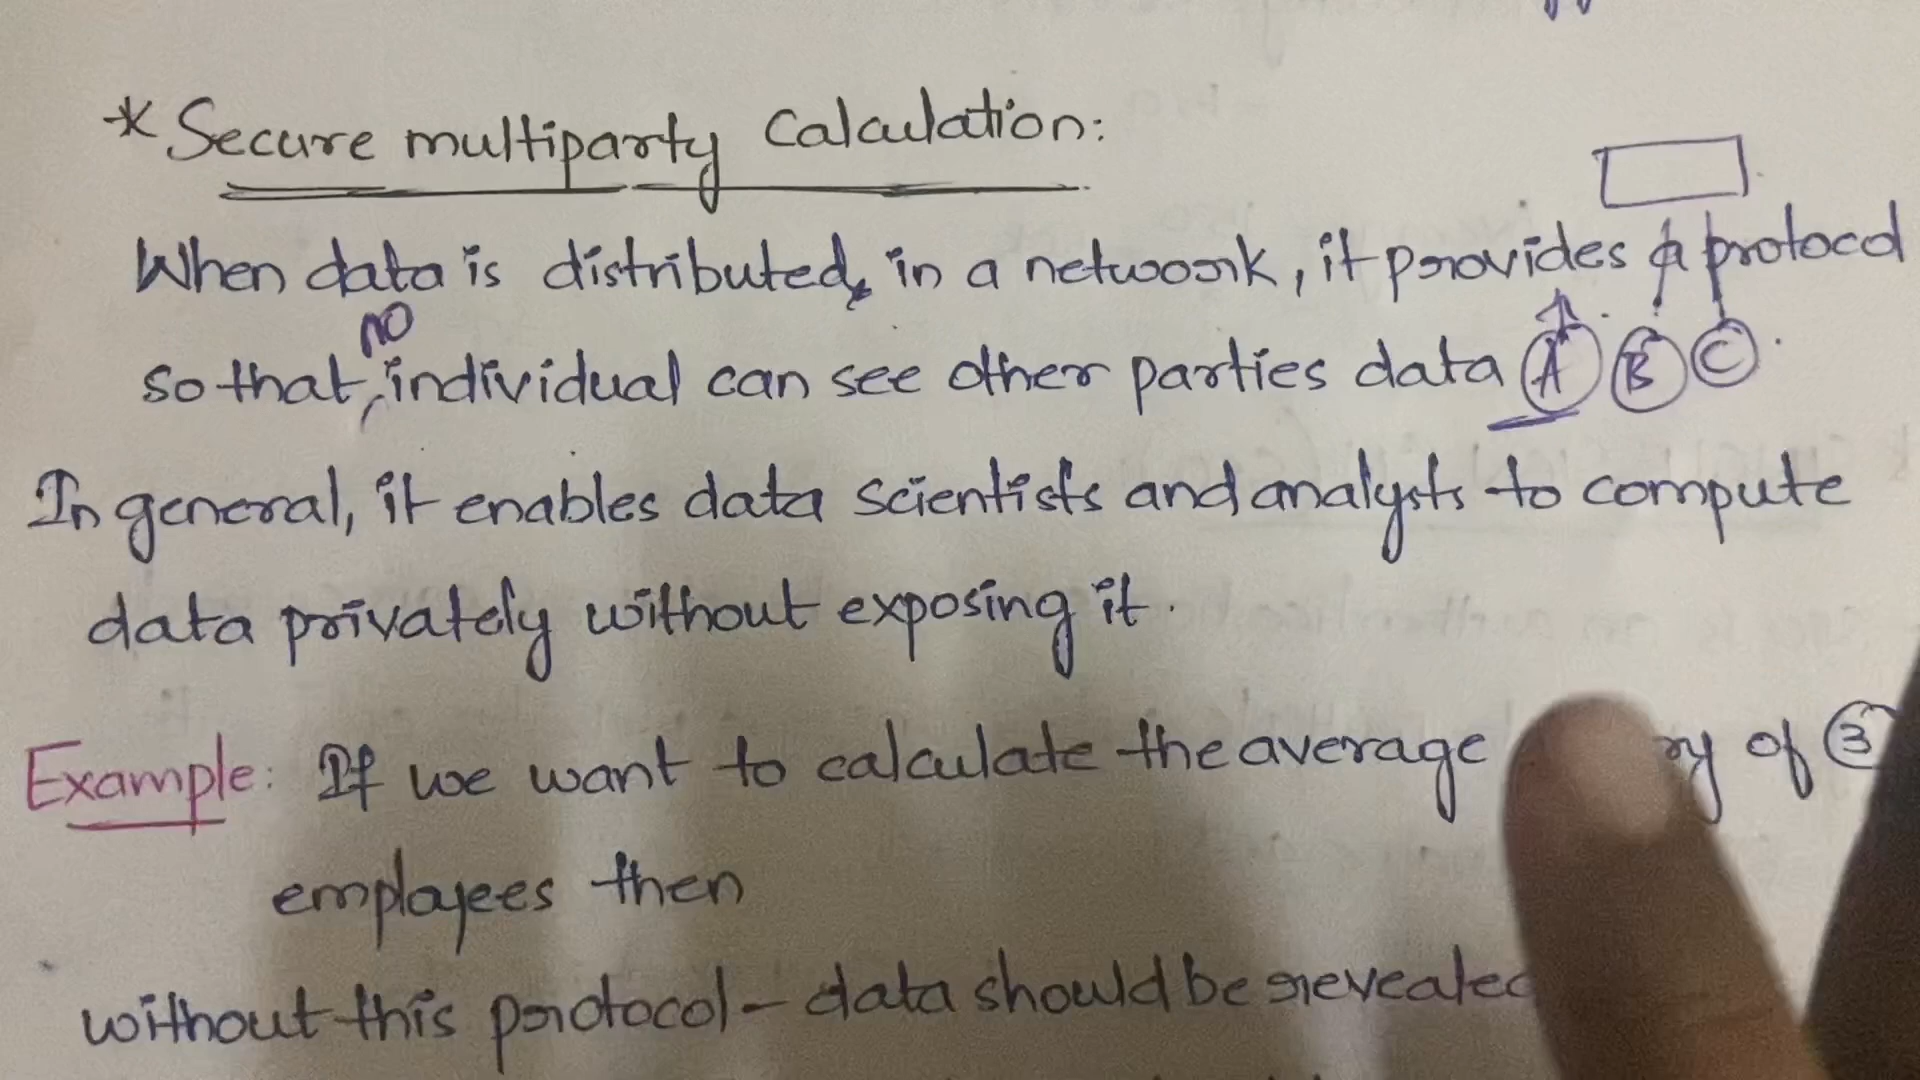 * Secure multiparty Calculation:
When data is distributed, in a network, it provides a protocol
no
so that, individual can see other parties data A B C
In general, it enables data scientists and analysts to compute
data privately without exposing it.
Example: If we want to calculate the average of 3
employees then
without this protocol - data should be revealed